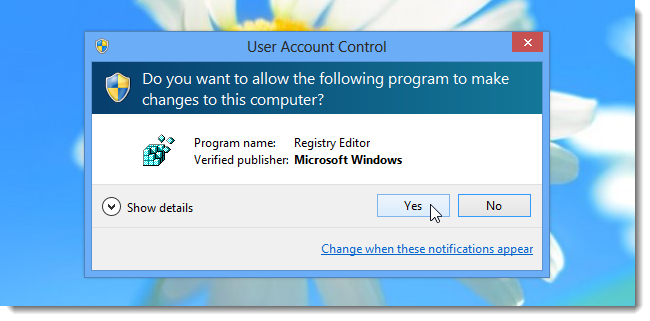 User Account Control
Do you want to allow the following program to make
changes to this computer?
Program name: Registry Editor
Verified publisher: Microsoft Windows
Show details
Yes
No
Change when these notifications appear